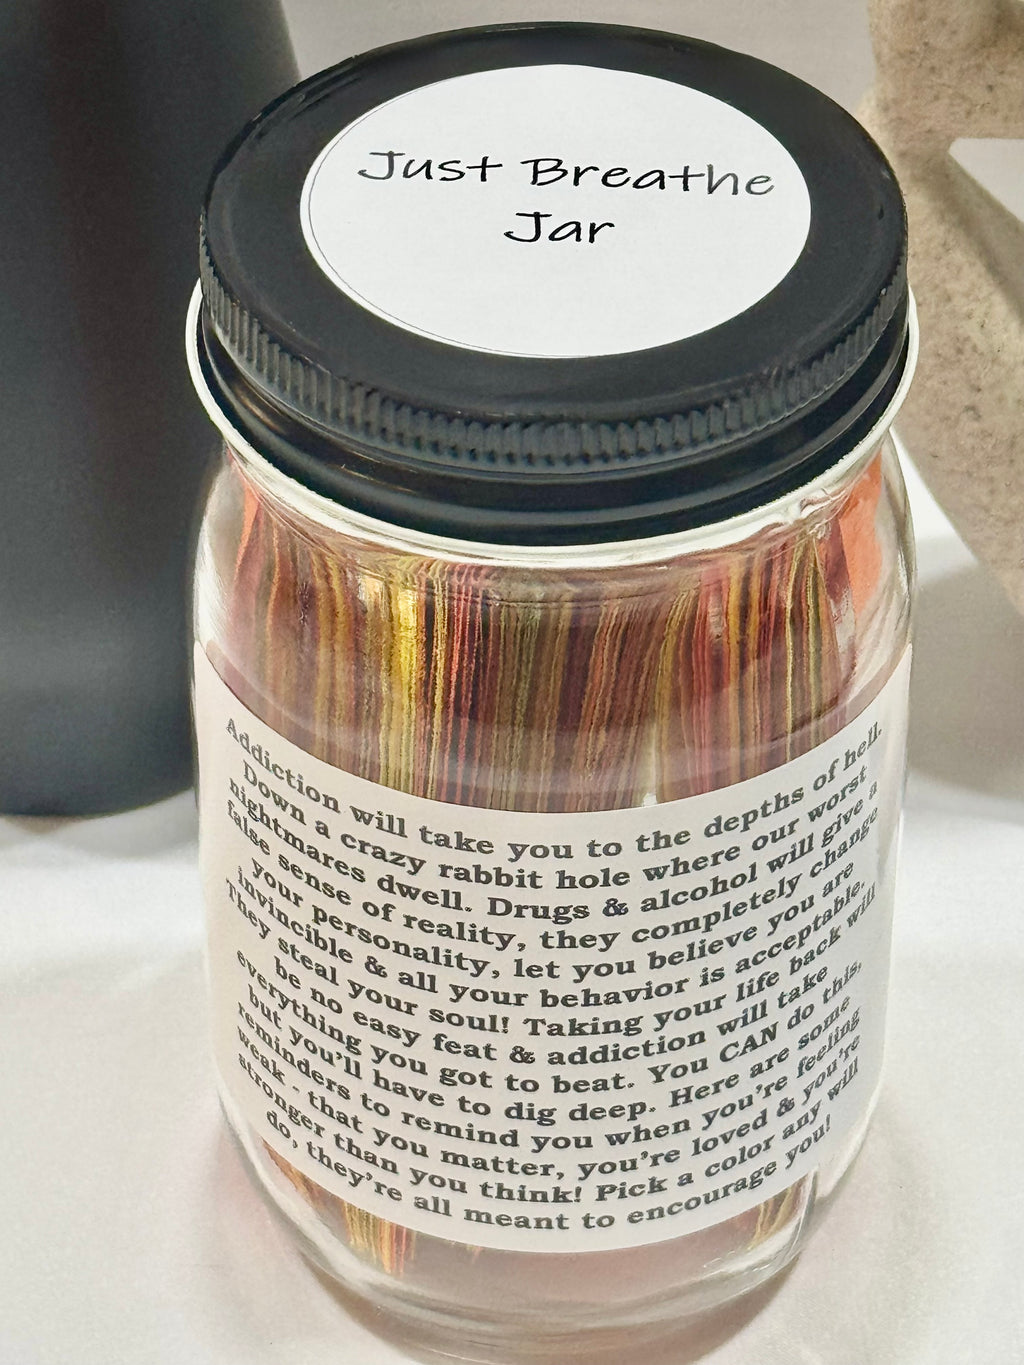 Just Breathe
Jar
Addiction will take you to the depths of hell.
Down a crazy rabbit hole where our worst
nightmares dwell. Drugs & alcohol will give a
false sense of reality, they completely change
your personality, let you believe you are
invincible & all your behavior is acceptable.
They steal your soul! Taking your life back will
be no easy feat & addiction will take
everything you got to beat. You CAN do this,
but you'll have to dig deep. Here are some
reminders to remind you when you're feeling
weak - that you matter, you're loved & you're
stronger than you think! Pick a color any will
do, they're all meant to encourage you!